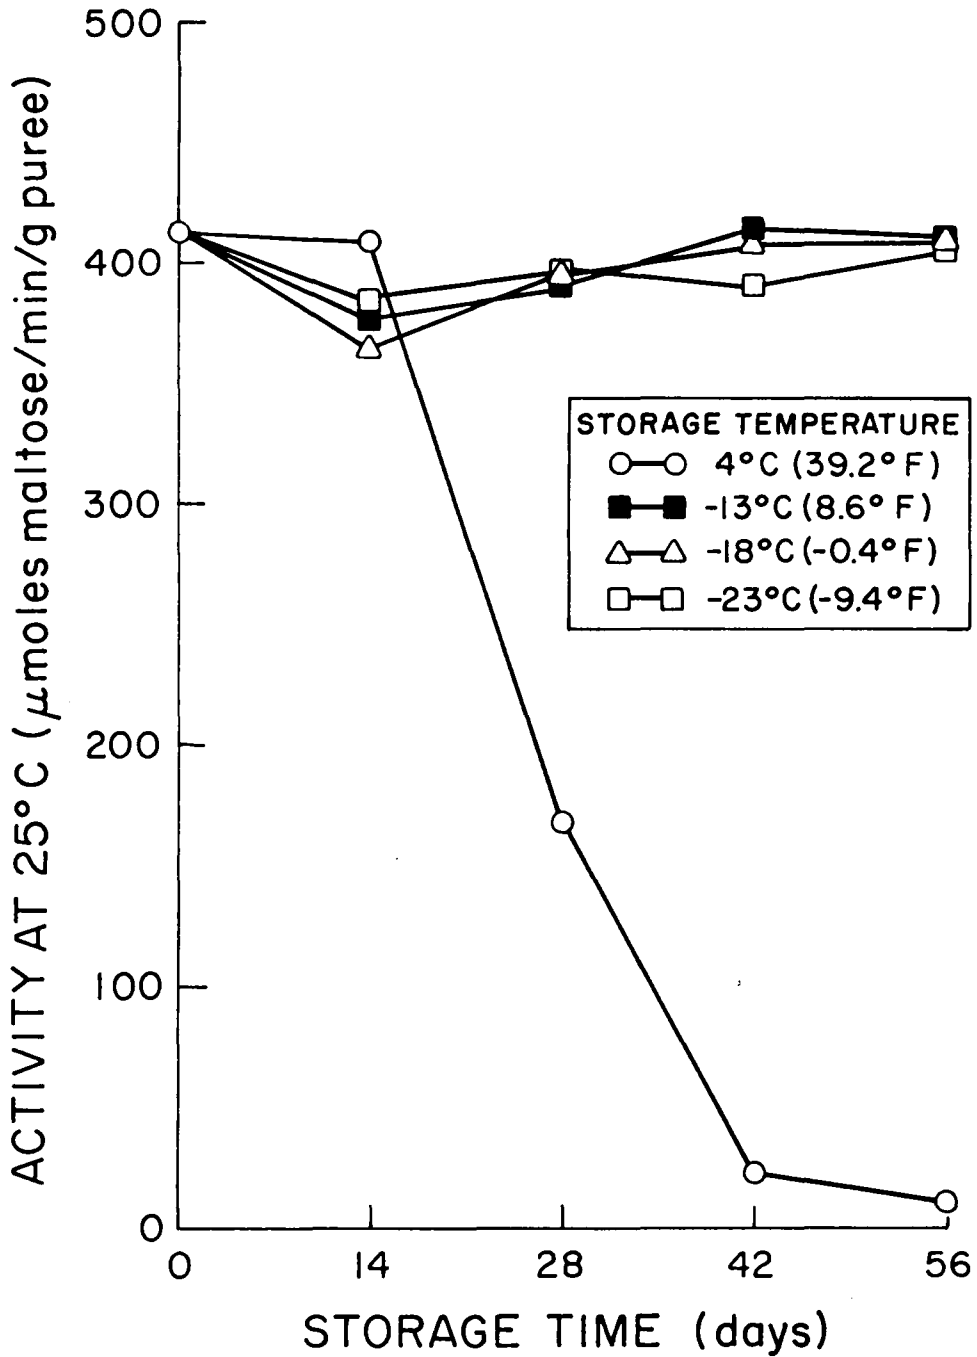 ACTIVITY AT 25°C (μmoles maltose/min/g puree)
500
400
300
200
100
0
STORAGE TEMPERATURE
4°C (39.2°F)
-13°C (8.6°F)
-18°C (-0.4°F)
-23°C (-9.4°F)
0 14 28 42 56
STORAGE TIME (days)